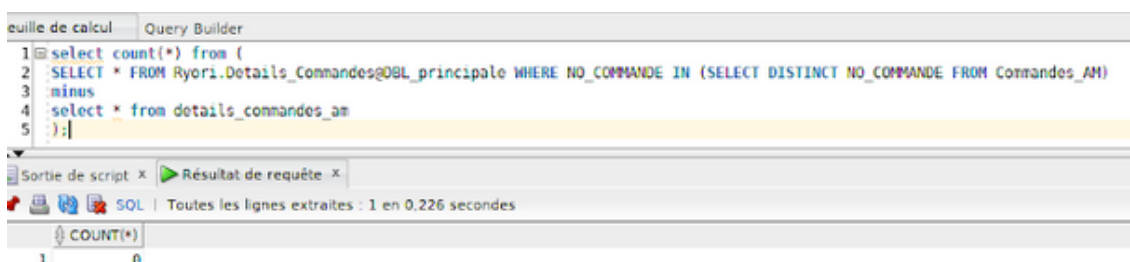 euille de calcul Query Builder
1 select count(*) from (
2 SELECT * FROM Ryori.Details_Commandes@DBL_principale WHERE NO_COMMANDE IN (SELECT DISTINCT NO_COMMANDE FROM Commandes_AM)
3 minus
4 select * from details_commandes_am
5 );
Sortie de script x Résultat de requête x
SQL | Toutes les lignes extraites : 1 en 0,226 secondes
COUNT(*)
1 0